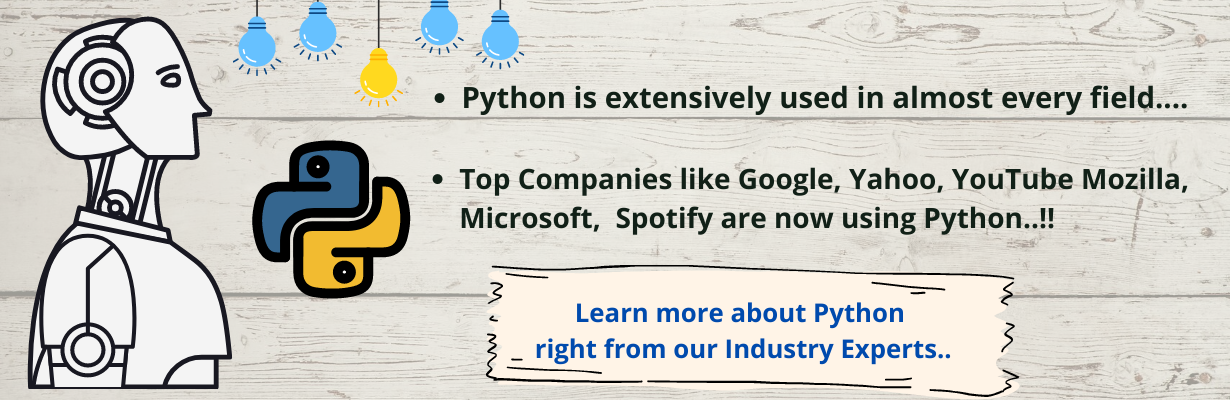 • Python is extensively used in almost every field....
• Top Companies like Google, Yahoo, YouTube Mozilla,
Microsoft,  Spotify are now using Python..!!
Learn more about Python
right from our Industry Experts..